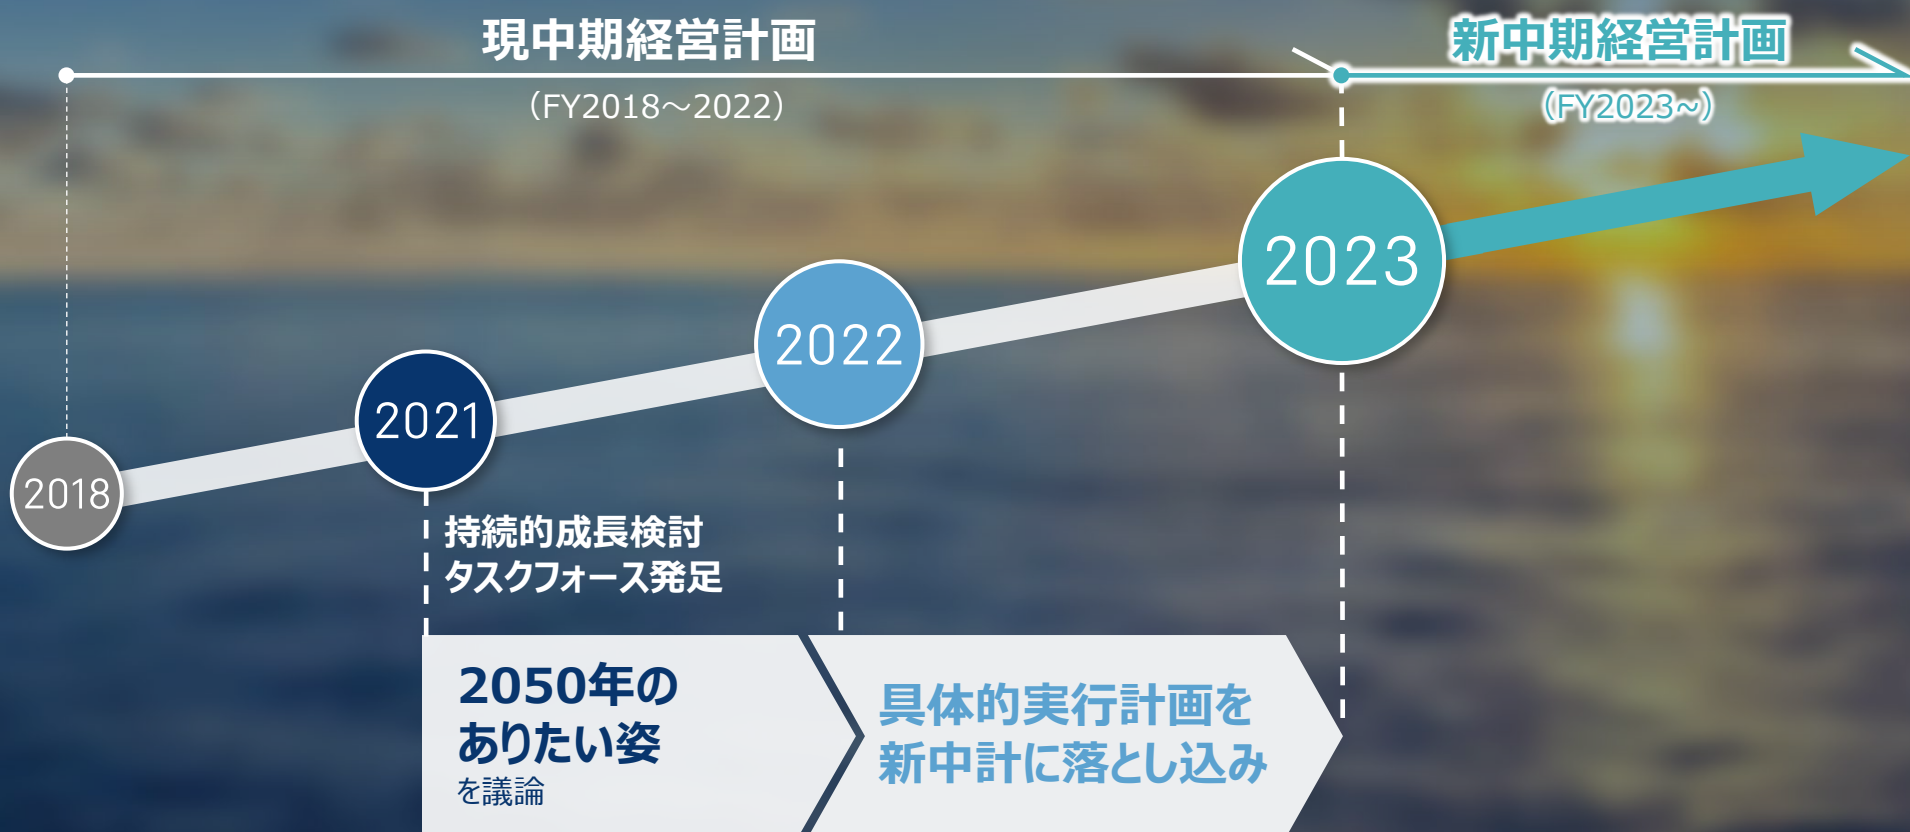 現中期経営計画
（FY2018～2022）
新中期経営計画
（FY2023~）
2018
2021
2022
2023
持続的成長検討
タスクフォース発足
2050年の
ありたい姿
を議論
具体的実行計画を
新中計に落とし込み